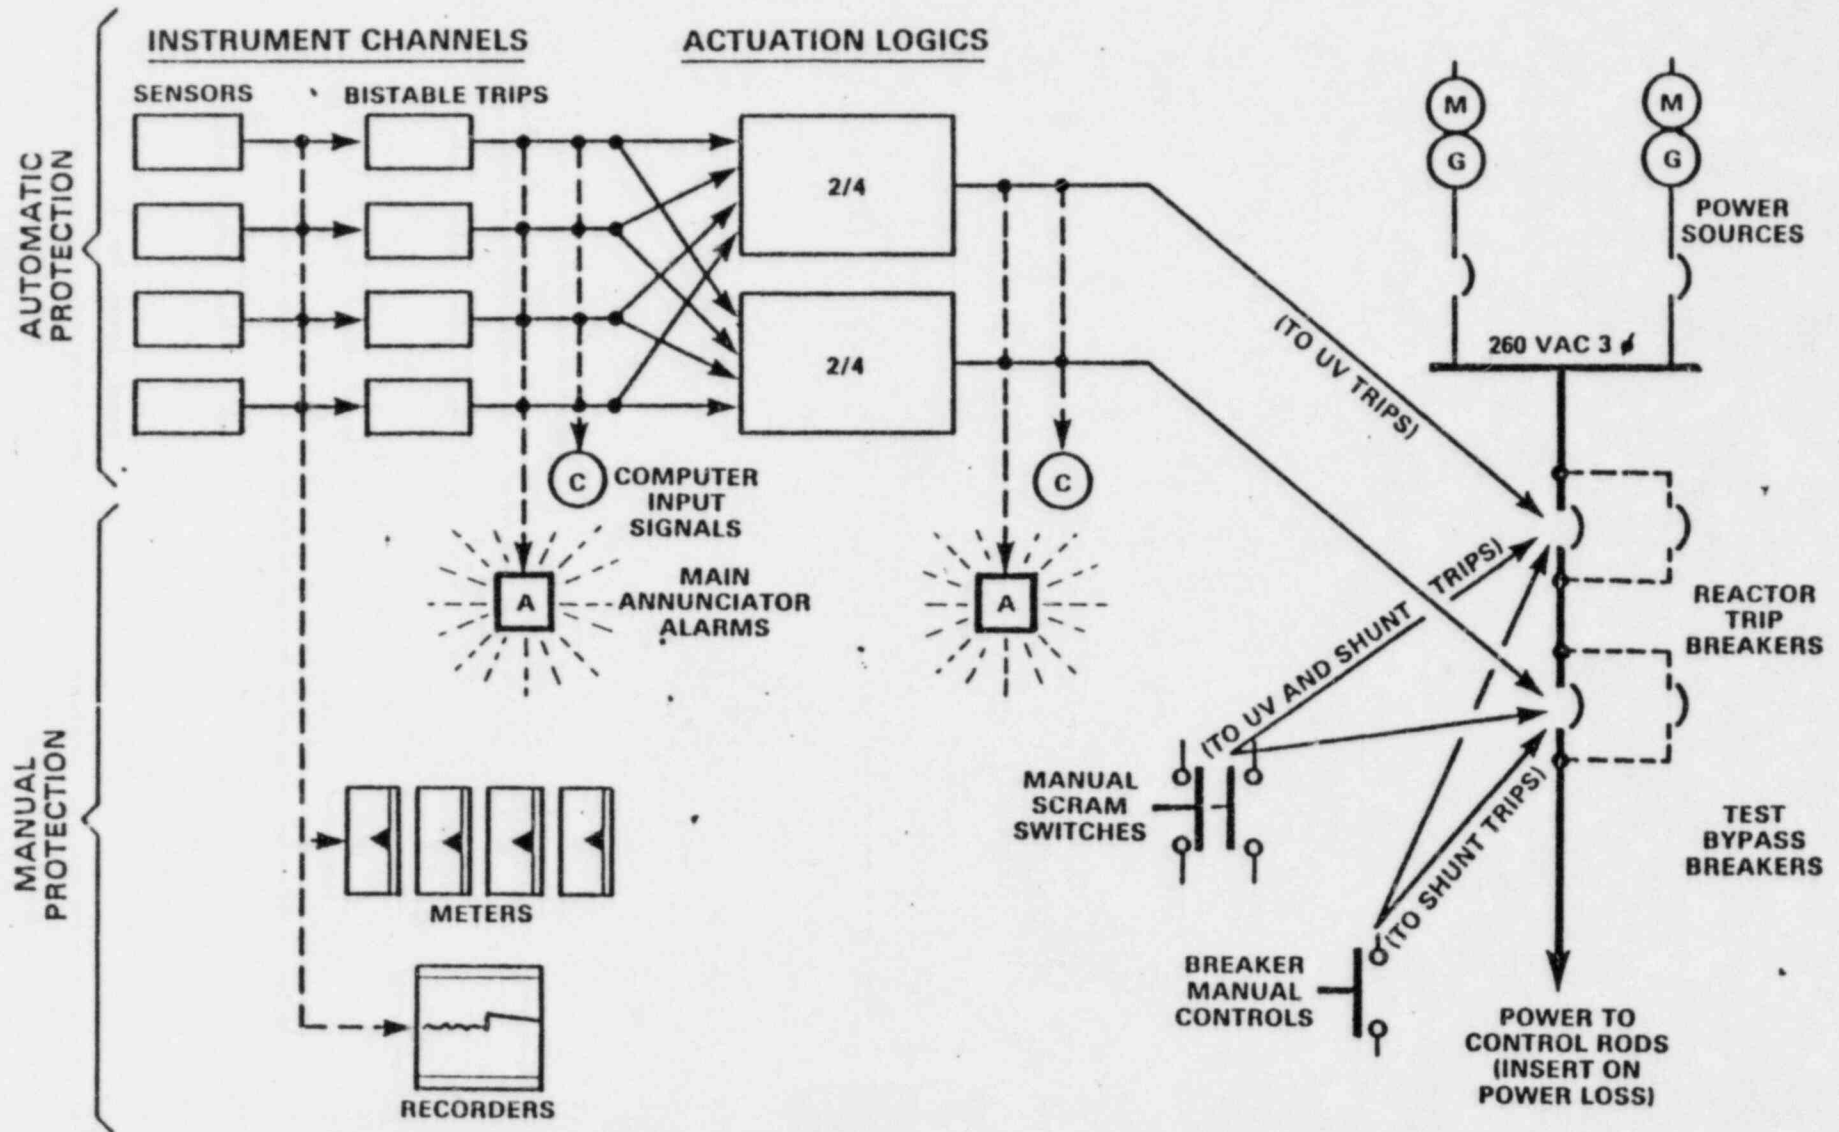 INSTRUMENT CHANNELS
ACTUATION LOGICS
SENSORS
BISTABLE TRIPS
AUTOMATIC
PROTECTION
2/4
2/4
M
G
M
G
POWER
SOURCES
260 VAC 3 ϕ
(TO UV TRIPS)
C
COMPUTER
INPUT
SIGNALS
C
A
MAIN
ANNUNCIATOR
ALARMS
A
REACTOR
TRIP
BREAKERS
(TO UV AND SHUNT TRIPS)
MANUAL
PROTECTION
MANUAL
SCRAM
SWITCHES
TEST
BYPASS
BREAKERS
(TO SHUNT TRIPS)
METERS
BREAKER
MANUAL
CONTROLS
POWER TO
CONTROL RODS
(INSERT ON
POWER LOSS)
RECORDERS